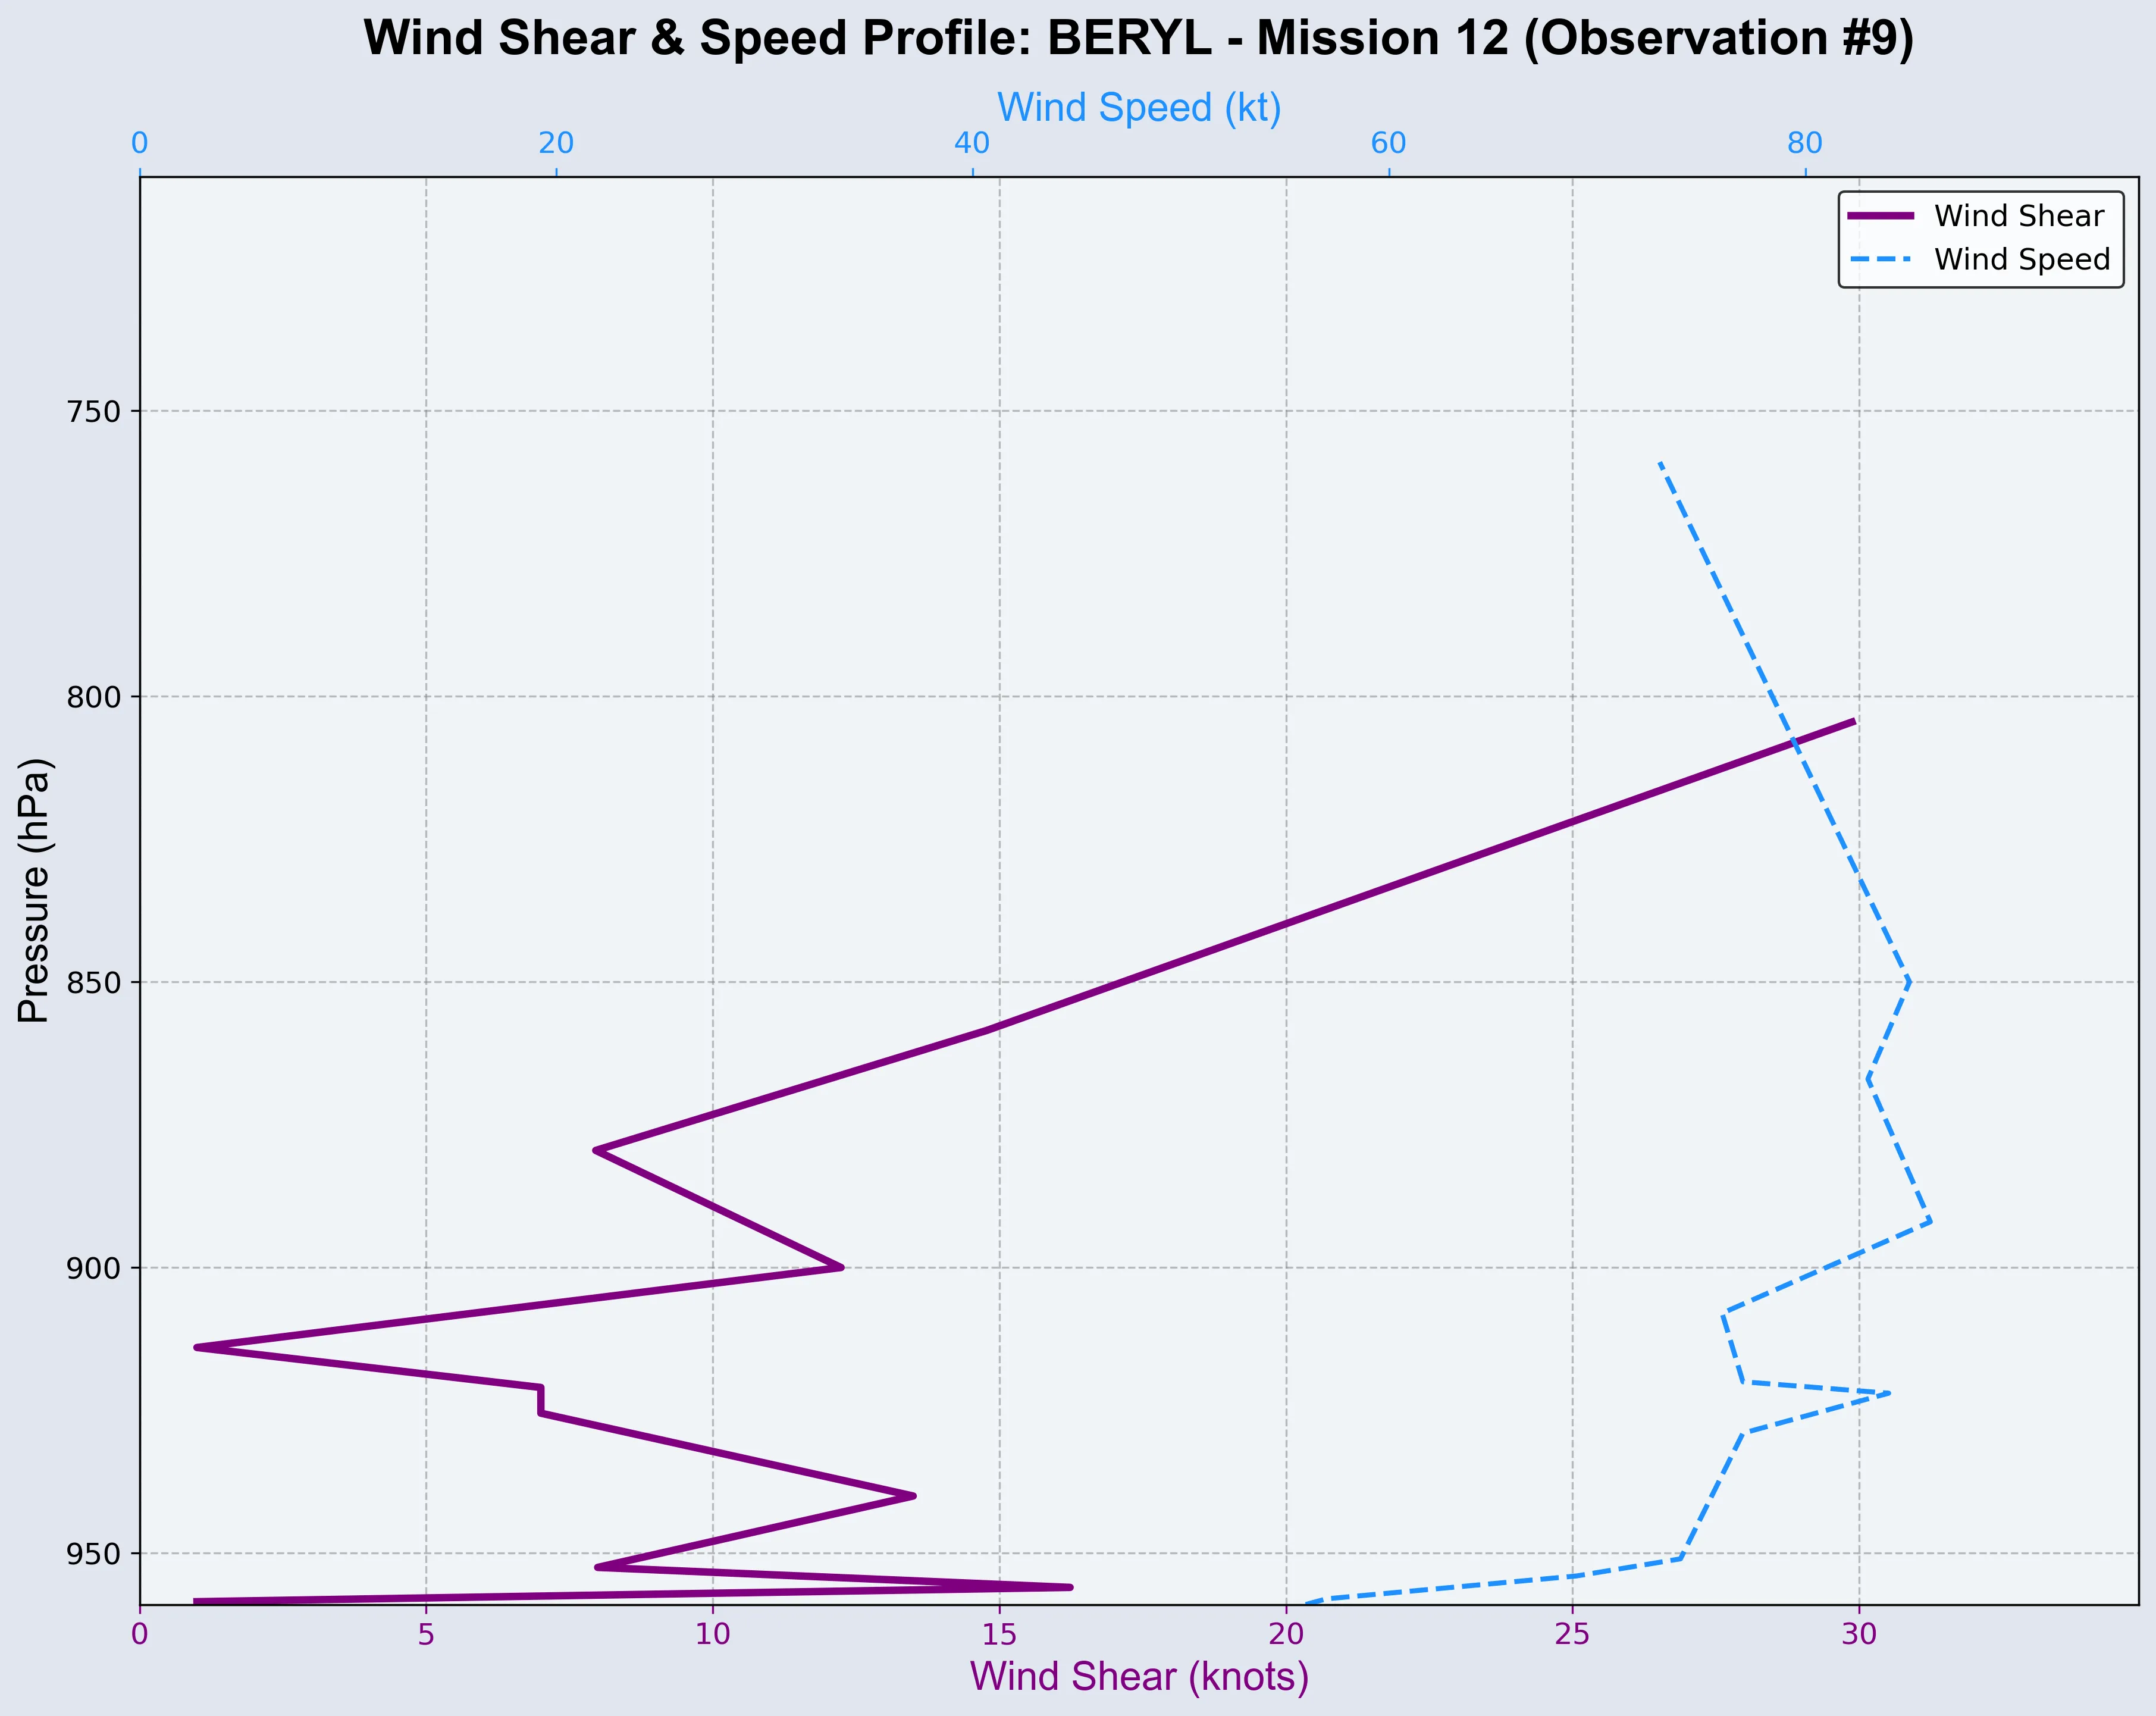 Wind Shear & Speed Profile: BERYL - Mission 12 (Observation #9)
Wind Speed (kt)
0 20 40 60 80
Wind Shear
Wind Speed
750
800
850
900
950
Pressure (hPa)
0 5 10 15 20 25 30
Wind Shear (knots)